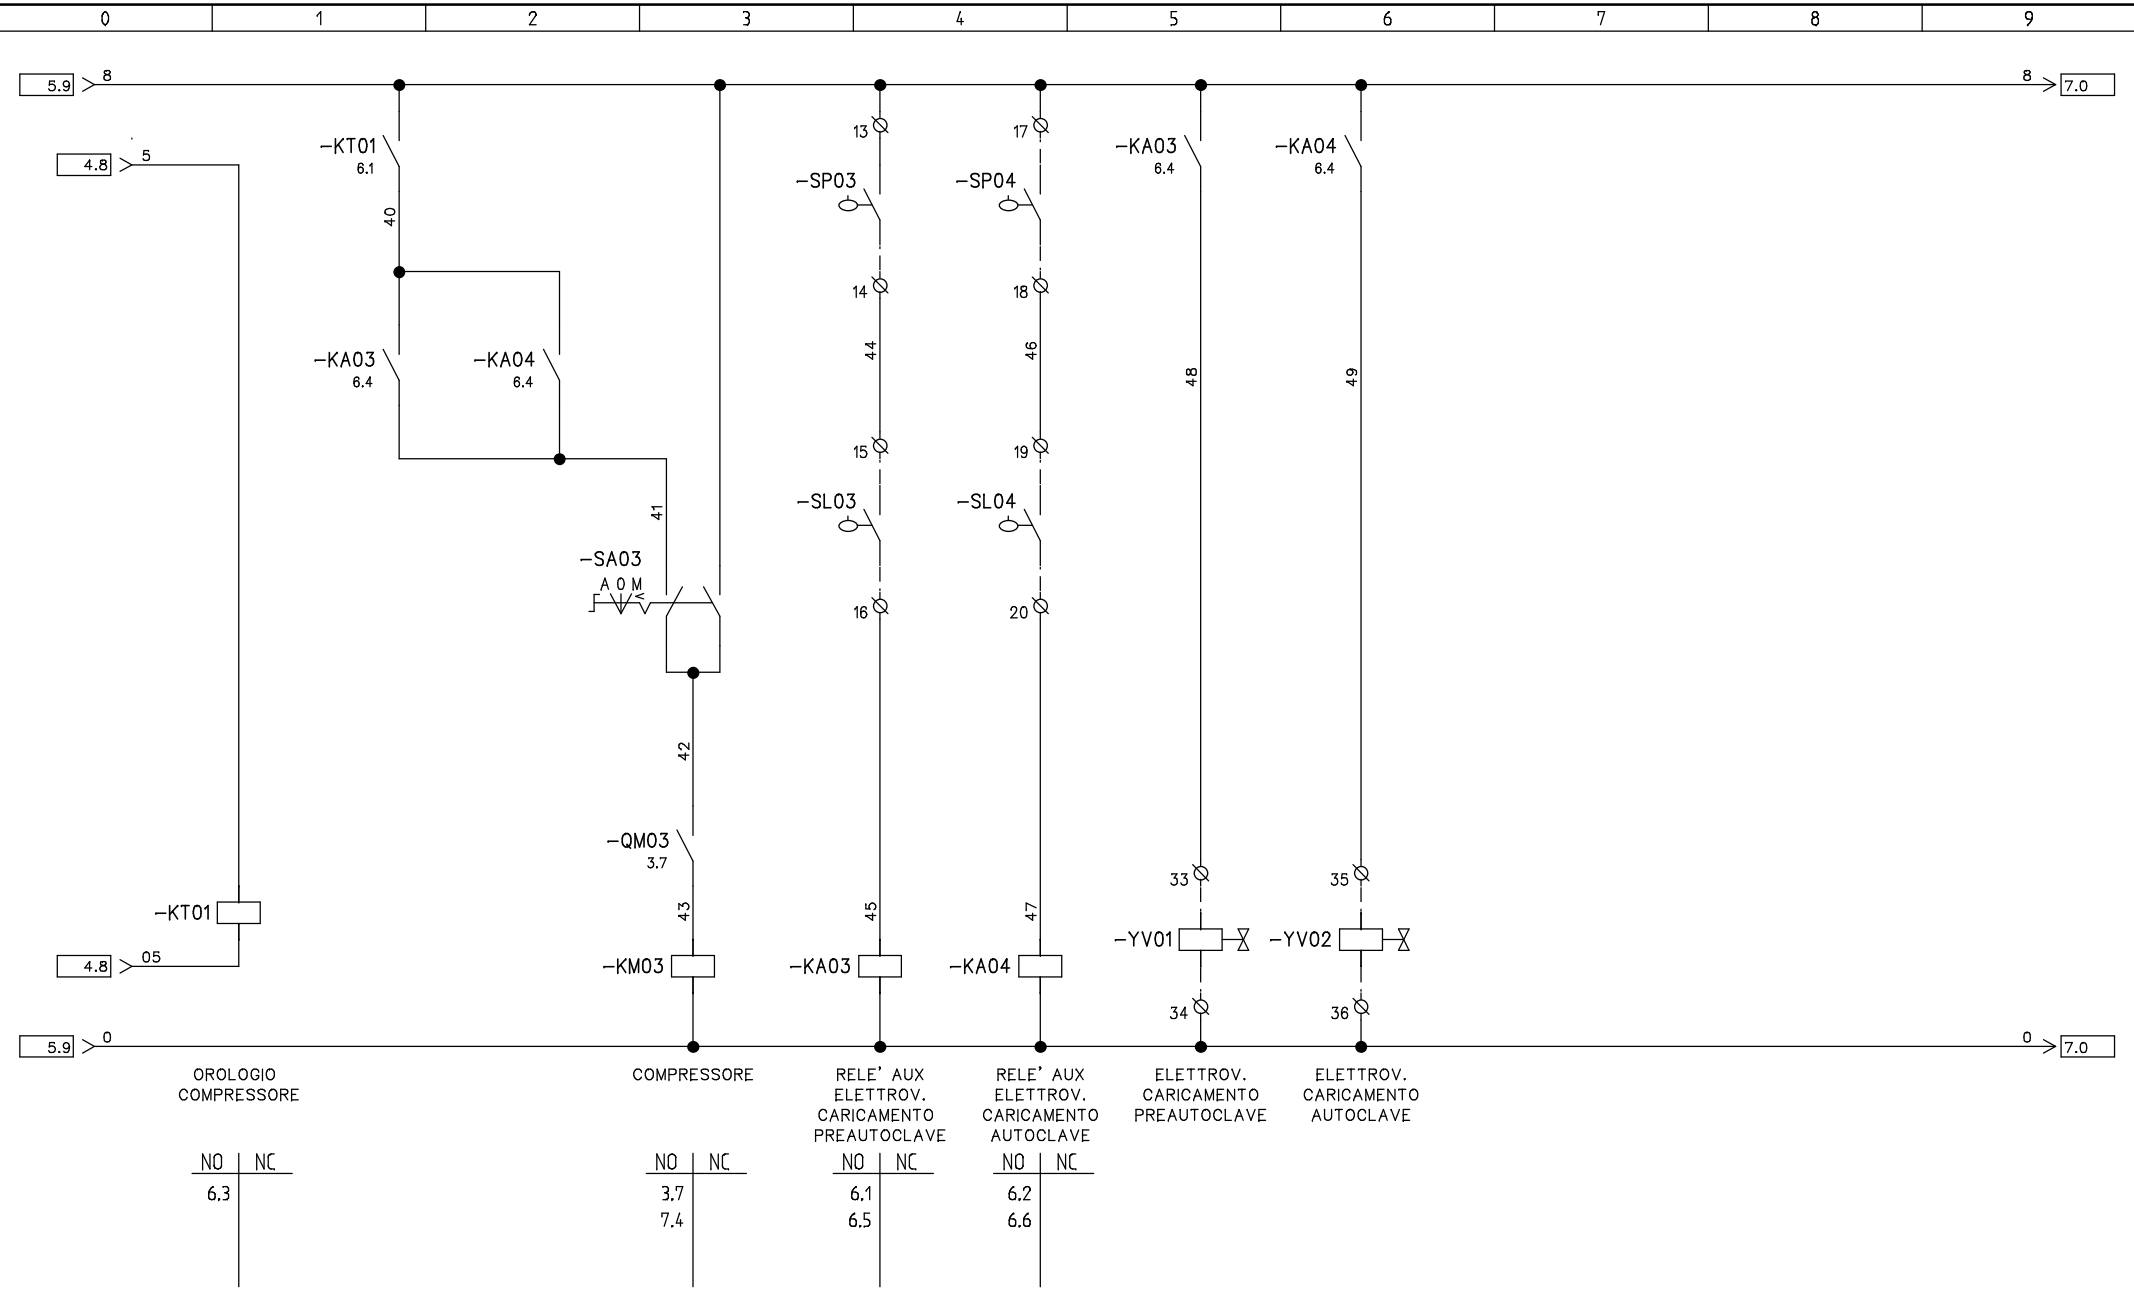 0 1 2 3 4 5 6 7 8 9
5.9 8 8 7.0
4.8 5
-KT01
6.1
40
-KA03
6.4
-KA04
6.4
41
-SA03
A 0 M
42
-QM03
3.7
43
-KM03
13
-SP03
14
44
15
-SL03
16
45
-KA03
17
-SP04
18
46
19
-SL04
20
47
-KA04
-KA03
6.4
48
33
-YV01
34
-KA04
6.4
49
35
-YV02
36
-KT01
4.8 05
5.9 0 0 7.0
OROLOGIO
COMPRESSORE
COMPRESSORE
RELE' AUX
ELETTROV.
CARICAMENTO
PREAUTOCLAVE
RELE' AUX
ELETTROV.
CARICAMENTO
AUTOCLAVE
ELETTROV.
CARICAMENTO
PREAUTOCLAVE
ELETTROV.
CARICAMENTO
AUTOCLAVE
NO NC
6.3
NO NC
3.7
7.4
NO NC
6.1
6.5
NO NC
6.2
6.6